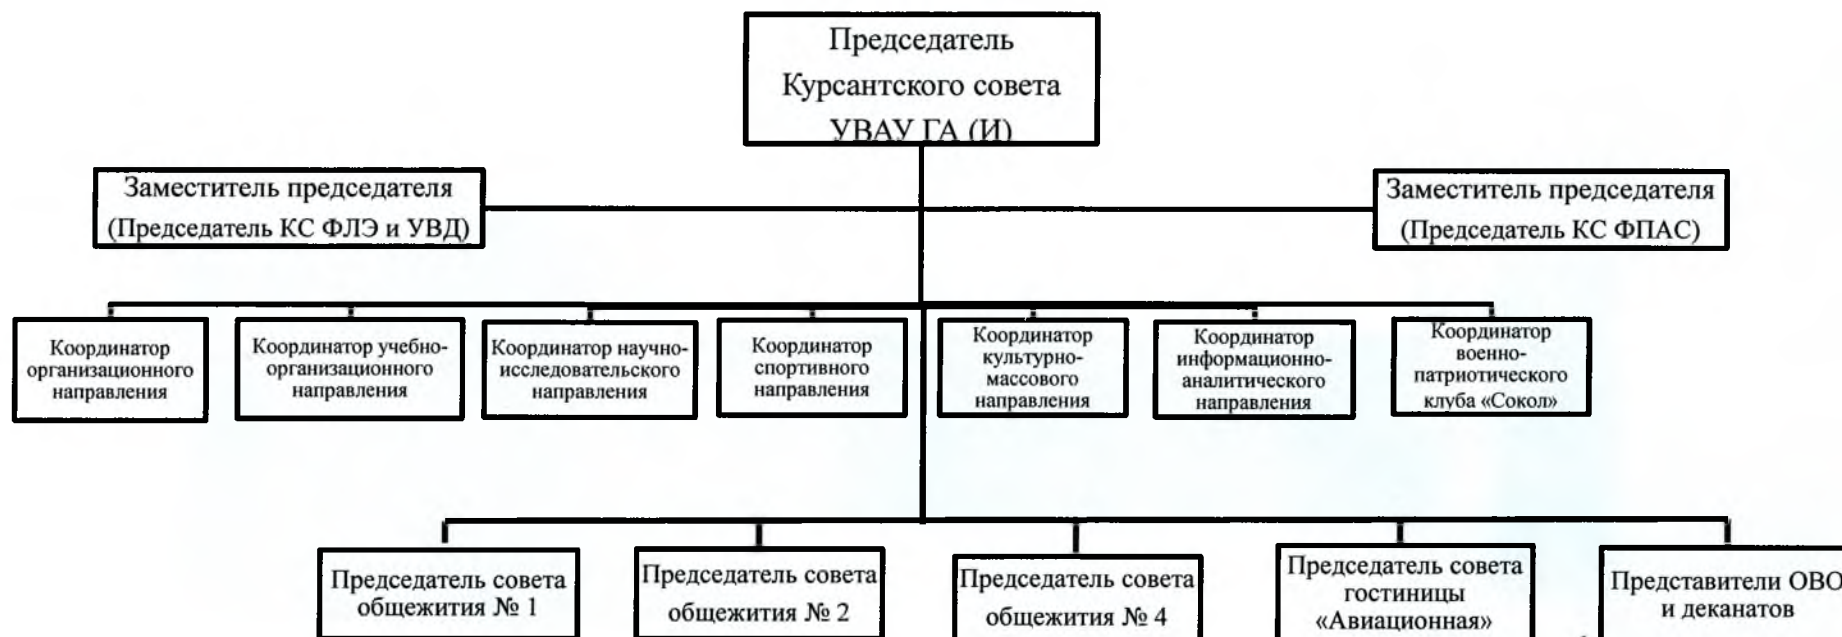 Председатель
Курсантского совета
УВАУ ГА (И)
Заместитель председателя
(Председатель КС ФЛЭ и УВД)
Заместитель председателя
(Председатель КС ФПАС)
Координатор
организационного
направления
Координатор учебно-
организационного
направления
Координатор научно-
исследовательского
направления
Координатор
спортивного
направления
Координатор
культурно-
массового
направления
Координатор
информационно-
аналитического
направления
Координатор
военно-
патриотического
клуба «Сокол»
Председатель совета
общежития № 1
Председатель совета
общежития № 2
Председатель совета
общежития № 4
Председатель совета
гостиницы
«Авиационная»
Представители ОВО
и деканатов